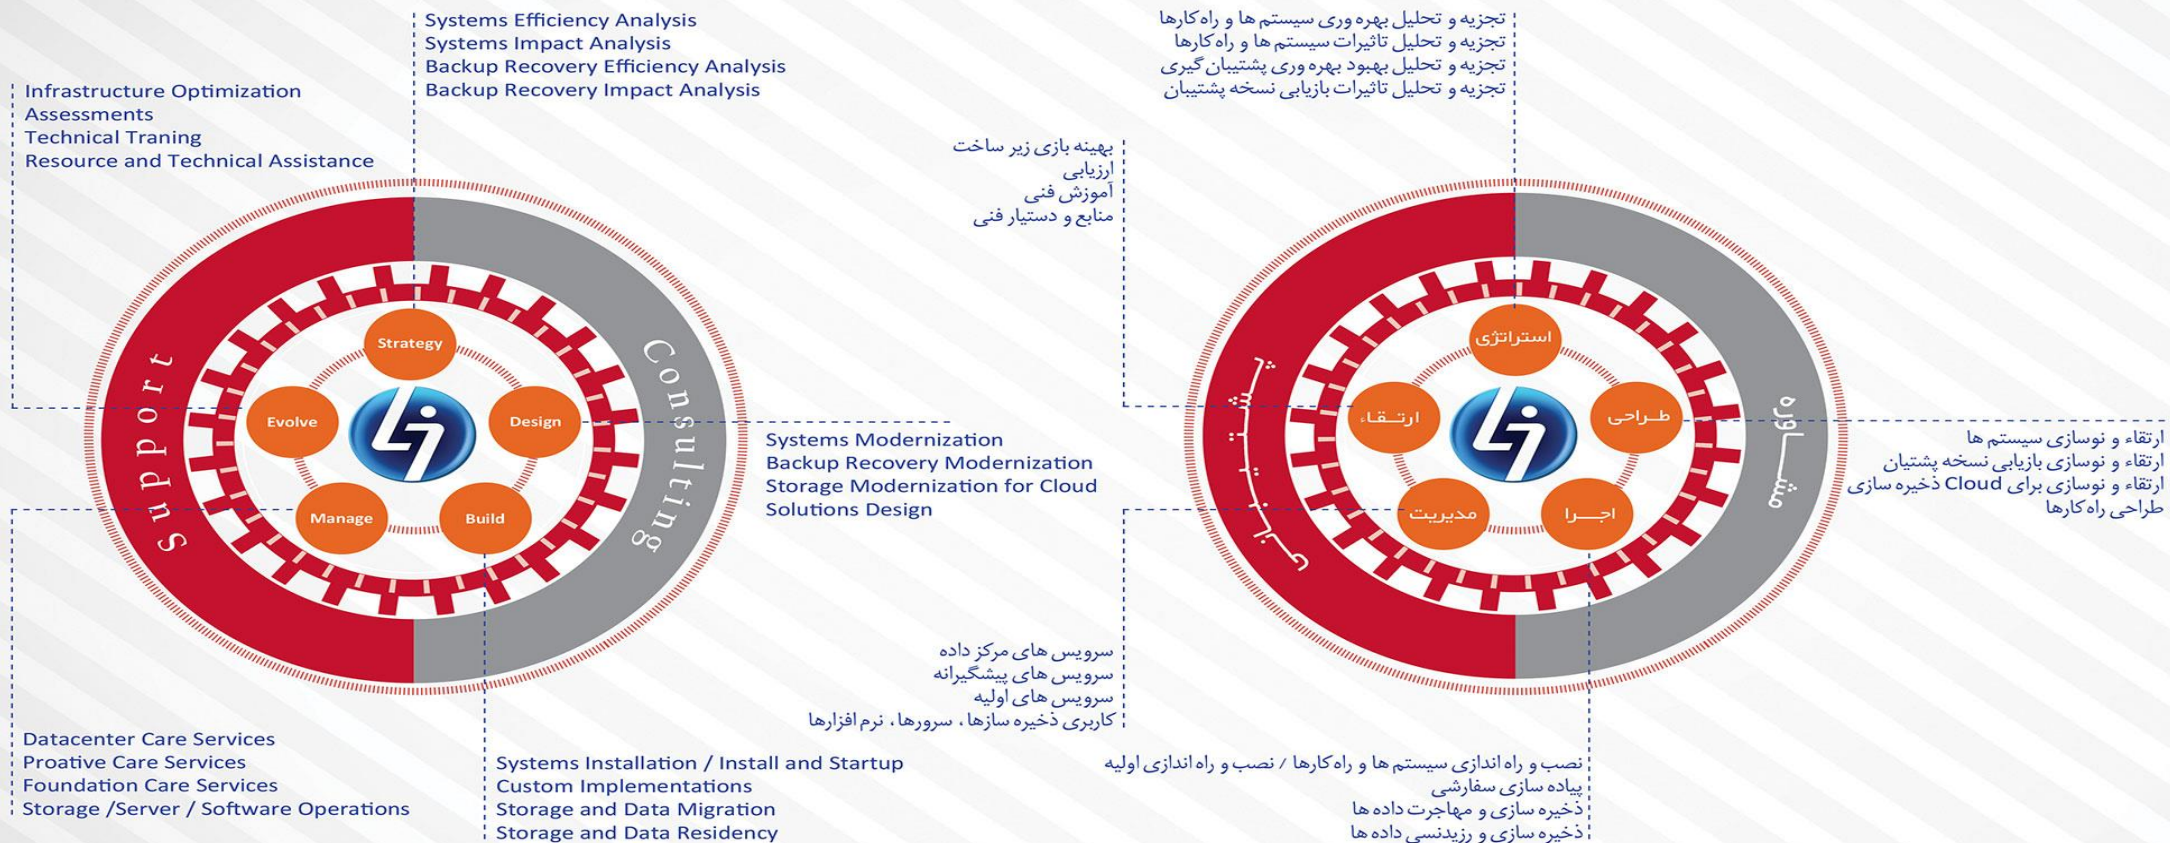 Systems Efficiency Analysis
Systems Impact Analysis
Backup Recovery Efficiency Analysis
Backup Recovery Impact Analysis
Infrastructure Optimization
Assessments
Technical Traning
Resource and Technical Assistance
Support
Consulting
Strategy
Evolve
Design
Manage
Build
Systems Modernization
Backup Recovery Modernization
Storage Modernization for Cloud
Solutions Design
Datacenter Care Services
Proative Care Services
Foundation Care Services
Storage /Server / Software Operations
Systems Installation / Install and Startup
Custom Implementations
Storage and Data Migration
Storage and Data Residency
تجزیه و تحلیل بهره وری سیستم ها و راه کارها
تجزیه و تحلیل تاثیرات سیستم ها و راه کارها
تجزیه و تحلیل بهبود بهره وری پشتیبان گیری
تجزیه و تحلیل تاثیرات بازیابی نسخه پشتیبان
بهینه بازی زیر ساخت
ارزیابی
آموزش فنی
منابع و دستیار فنی
پـشـتـیـبـانـی
مشـــاوره
استراتژی
ارتــقــاء
طــراحی
مدیریت
اجـــرا
ارتقاء و نوسازی سیستم ها
ارتقاء و نوسازی بازیابی نسخه پشتیان
ارتقاء و نوسازی برای Cloud ذخیره سازی
طراحی راه کارها
سرویس های مرکز داده
سرویس های پیشگیرانه
سرویس های اولیه
کاربری ذخیره سازها، سرورها، نرم افزارها
نصب و راه اندازی سیستم ها و راه کارها / نصب و راه اندازی اولیه
پیاده سازی سفارشی
ذخیره سازی و مهاجرت داده ها
ذخیره سازی و رزیدنسی داده ها